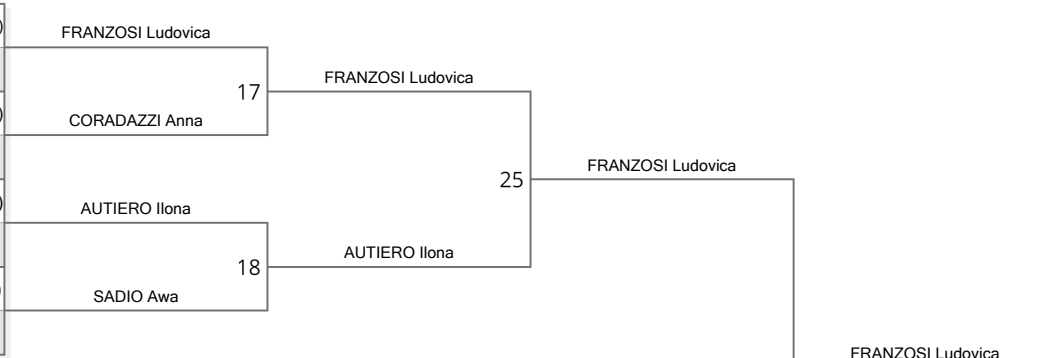 FRANZOSI Ludovica
FRANZOSI Ludovica
17
CORADAZZI Anna
FRANZOSI Ludovica
25
AUTIERO Ilona
AUTIERO Ilona
18
SADIO Awa
FRANZOSI Ludovica